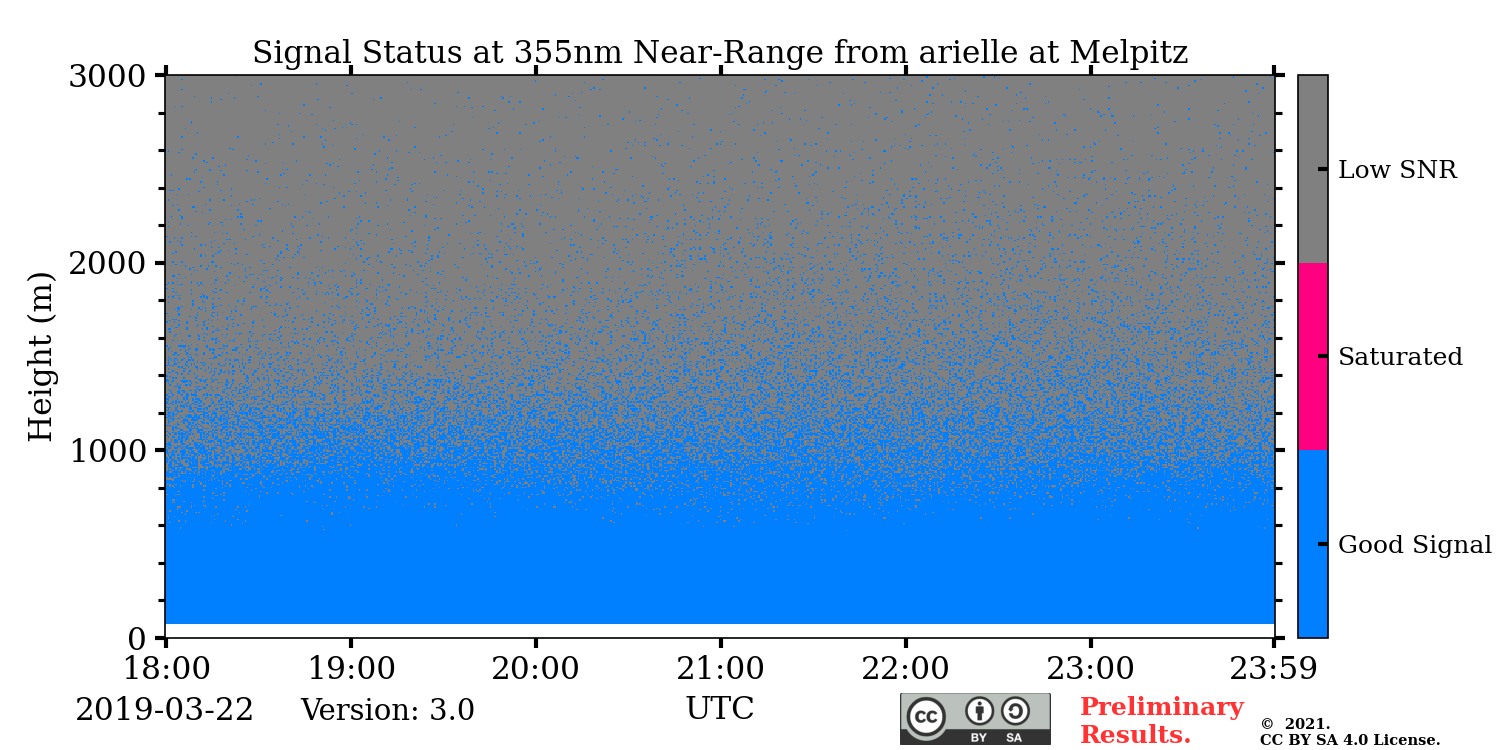 Signal Status at 355nm Near-Range from arielle at Melpitz
3000
2000
1000
0
Height (m)
18:00 19:00 20:00 21:00 22:00 23:00 23:59
UTC
Low SNR
Saturated
Good Signal
2019-03-22 Version: 3.0
cc BY SA
Preliminary
Results.
© 2021.
CC BY SA 4.0 License.